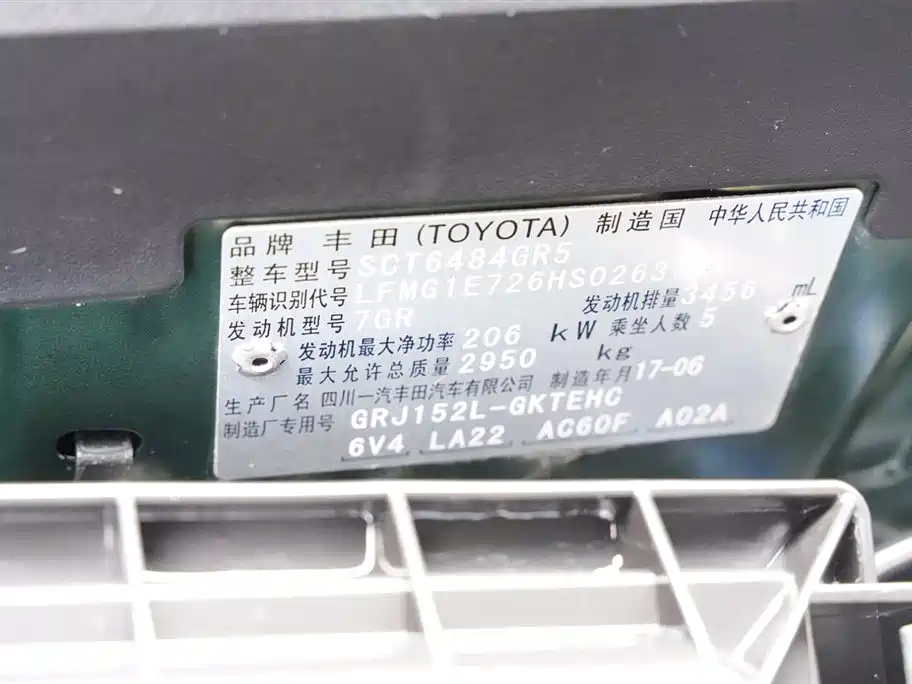 品牌 丰田(TOYOTA) 制造国 中华人民共和国
整车型号 SCT6484GR5
车辆识别代号 LFMG1E726HS0263
发动机型号 7GR 发动机排量 3456 mL
发动机最大净功率 206 kW 乘坐人数 5
最大允许总质量 2950 kg
生产厂名 四川一汽丰田汽车有限公司 制造年月 17-06
制造厂专用号 GRJ152L-GKTEHC
6V4 LA22 AC60F A02A